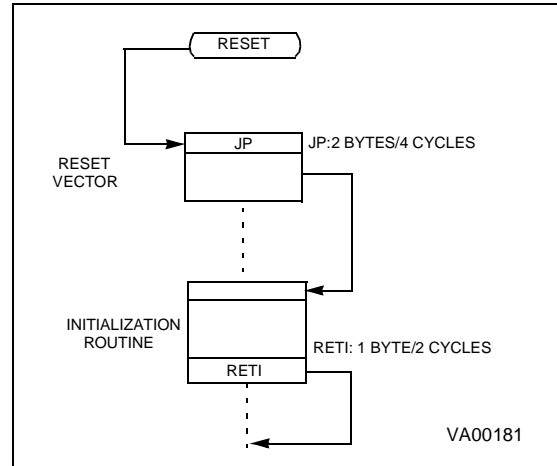 RESET
JP
JP:2 BYTES/4 CYCLES
RESET
VECTOR
INITIALIZATION
ROUTINE
RETI: 1 BYTE/2 CYCLES
RETI
VA00181